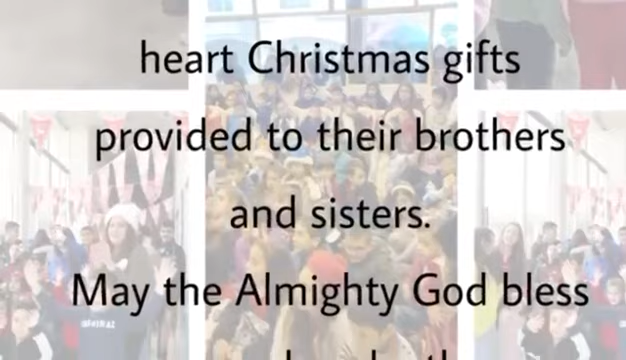 heart Christmas gifts
provided to their brothers
and sisters.
May the Almighty God bless